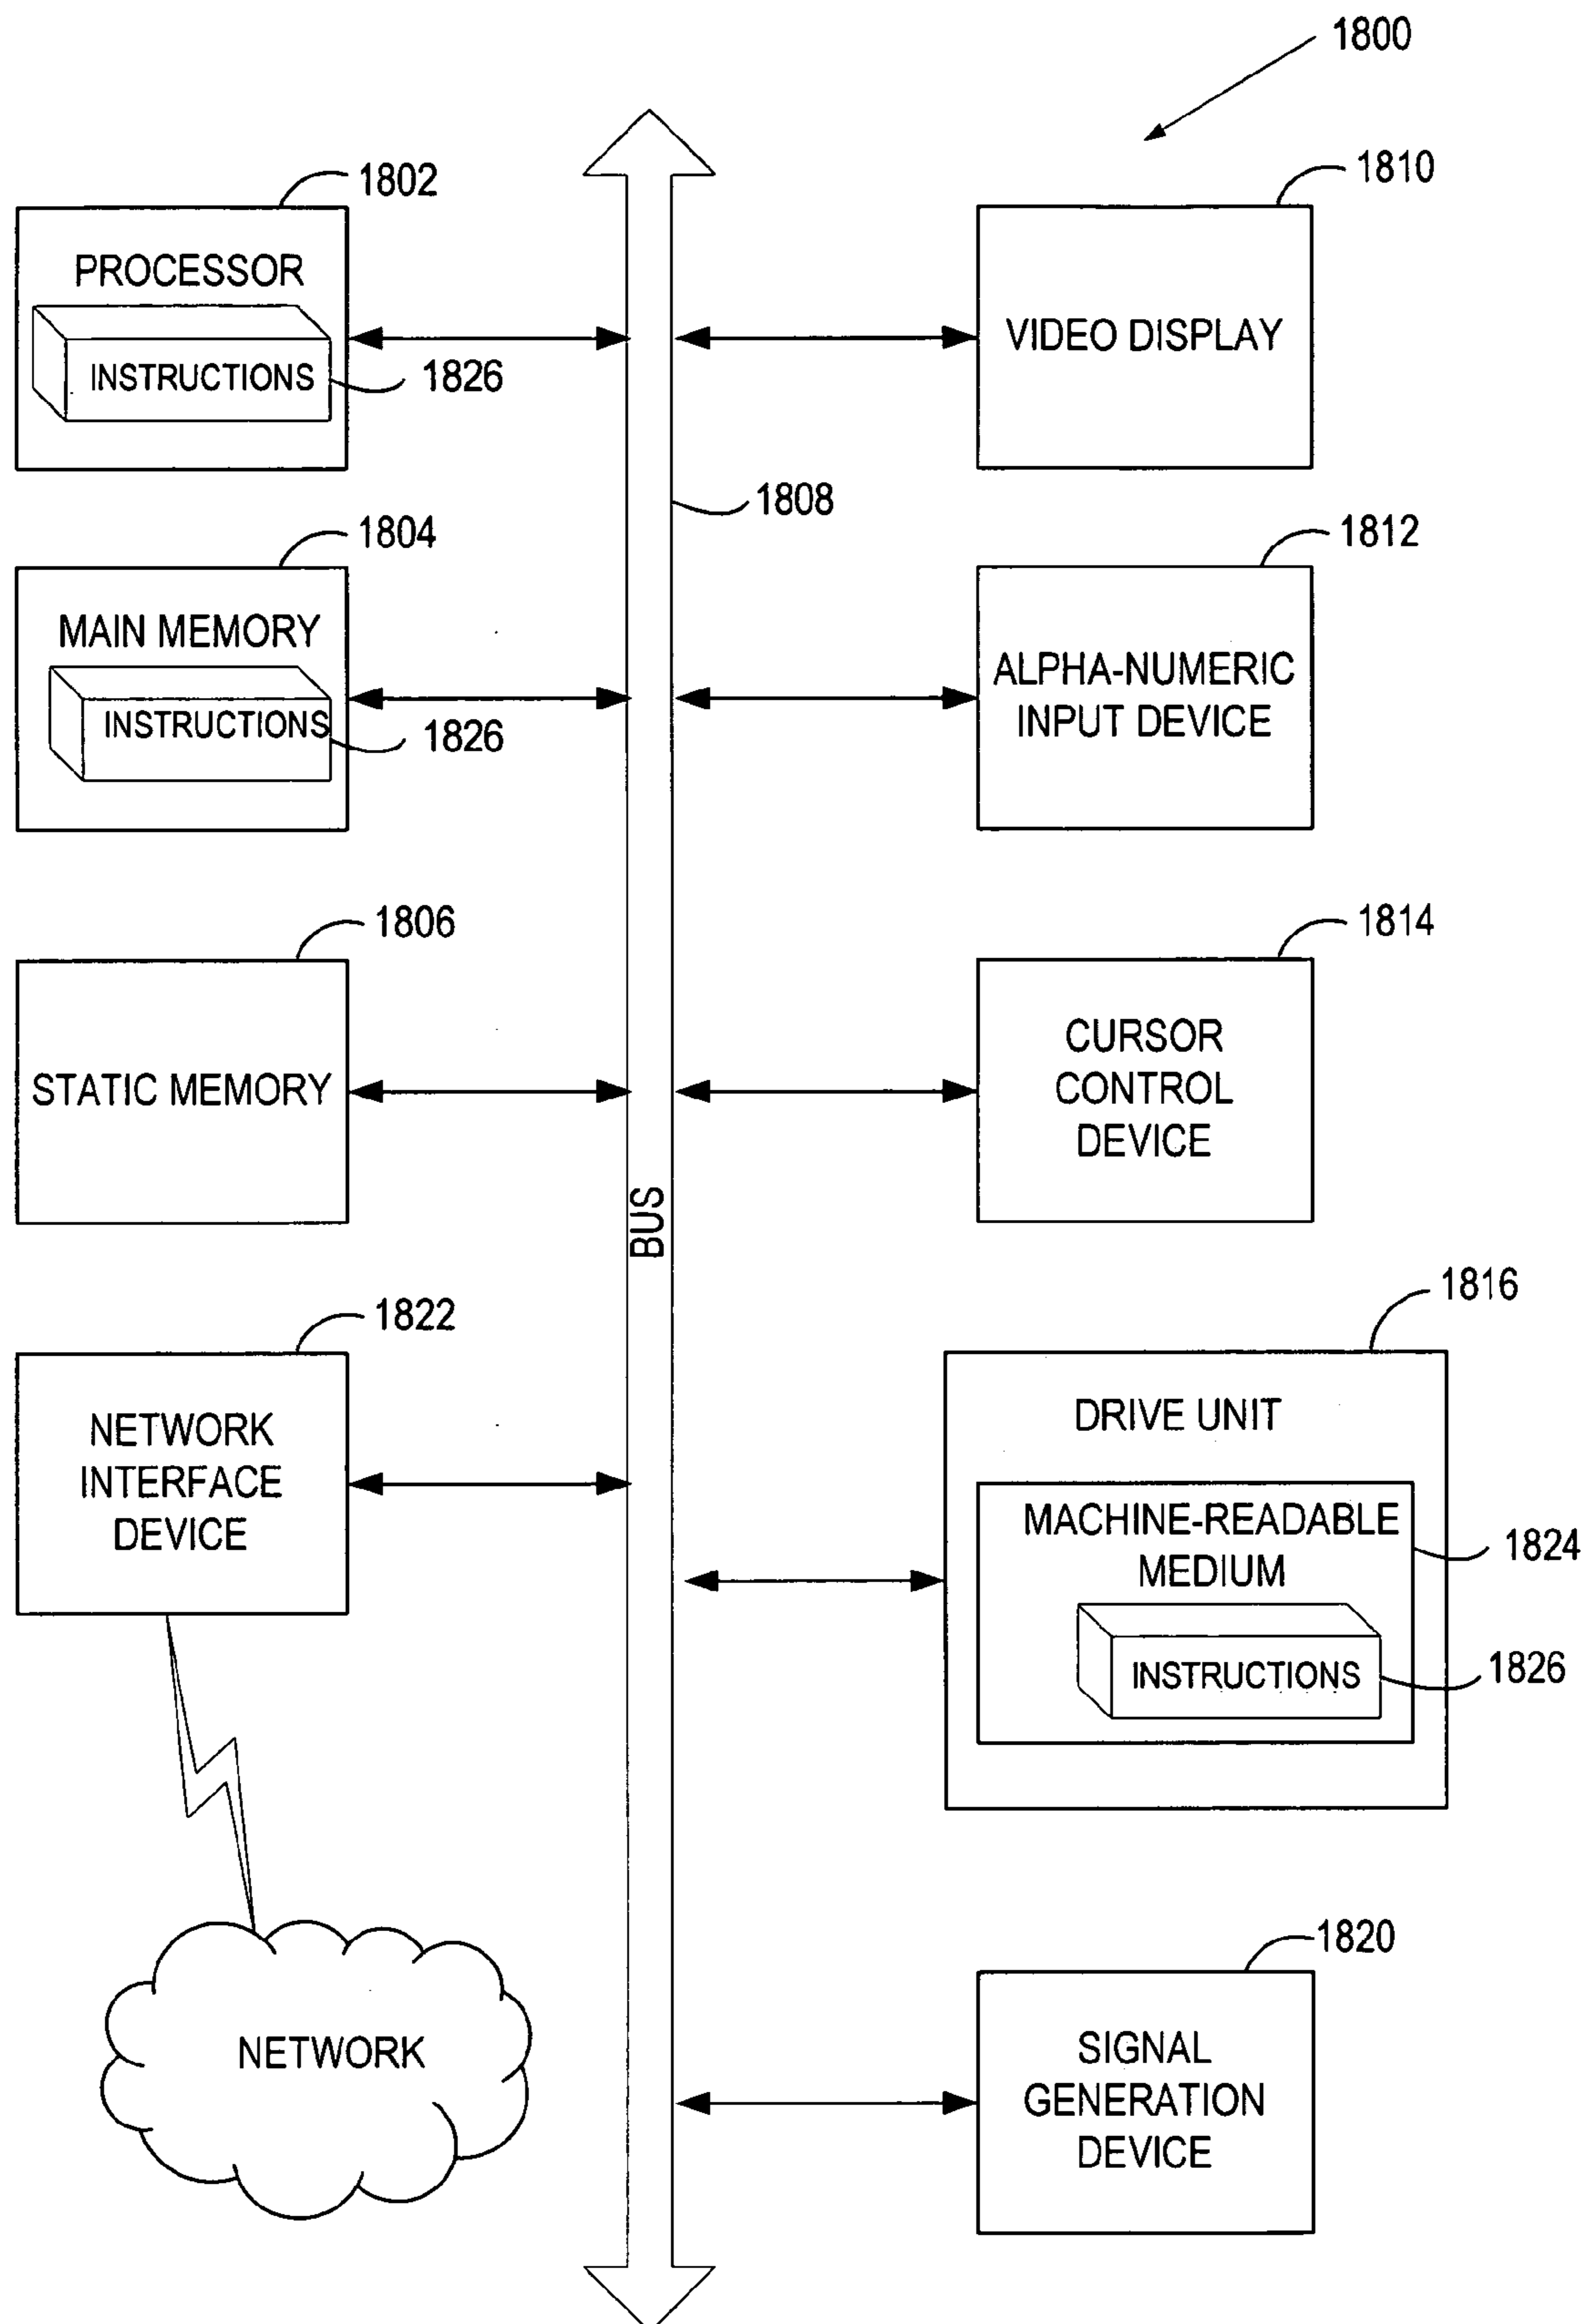 1800
1802
PROCESSOR
INSTRUCTIONS
1826
1810
VIDEO DISPLAY
1808
1804
MAIN MEMORY
INSTRUCTIONS
1826
1812
ALPHA-NUMERIC
INPUT DEVICE
1806
STATIC MEMORY
1814
CURSOR
CONTROL
DEVICE
BUS
1822
NETWORK
INTERFACE
DEVICE
1816
DRIVE UNIT
MACHINE-READABLE
MEDIUM
1824
INSTRUCTIONS
1826
NETWORK
1820
SIGNAL
GENERATION
DEVICE